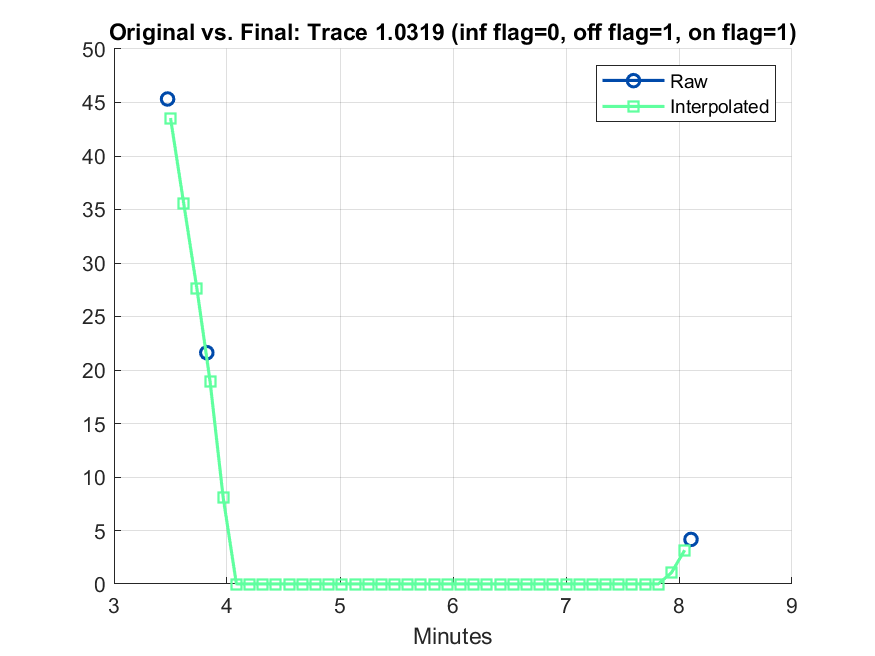 Original vs. Final: Trace 1.0319 (inf flag=0, off flag=1, on flag=1)
50
45
40
35
30
25
20
15
10
5
0
Raw
Interpolated
3 4 5 6 7 8 9
Minutes